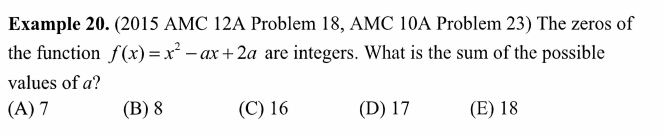 Example 20. (2015 AMC 12A Problem 18, AMC 10A Problem 23) The zeros of
the function f(x) = x² – ax + 2a are integers. What is the sum of the possible
values of a?
(A) 7 (B) 8 (C) 16 (D) 17 (E) 18